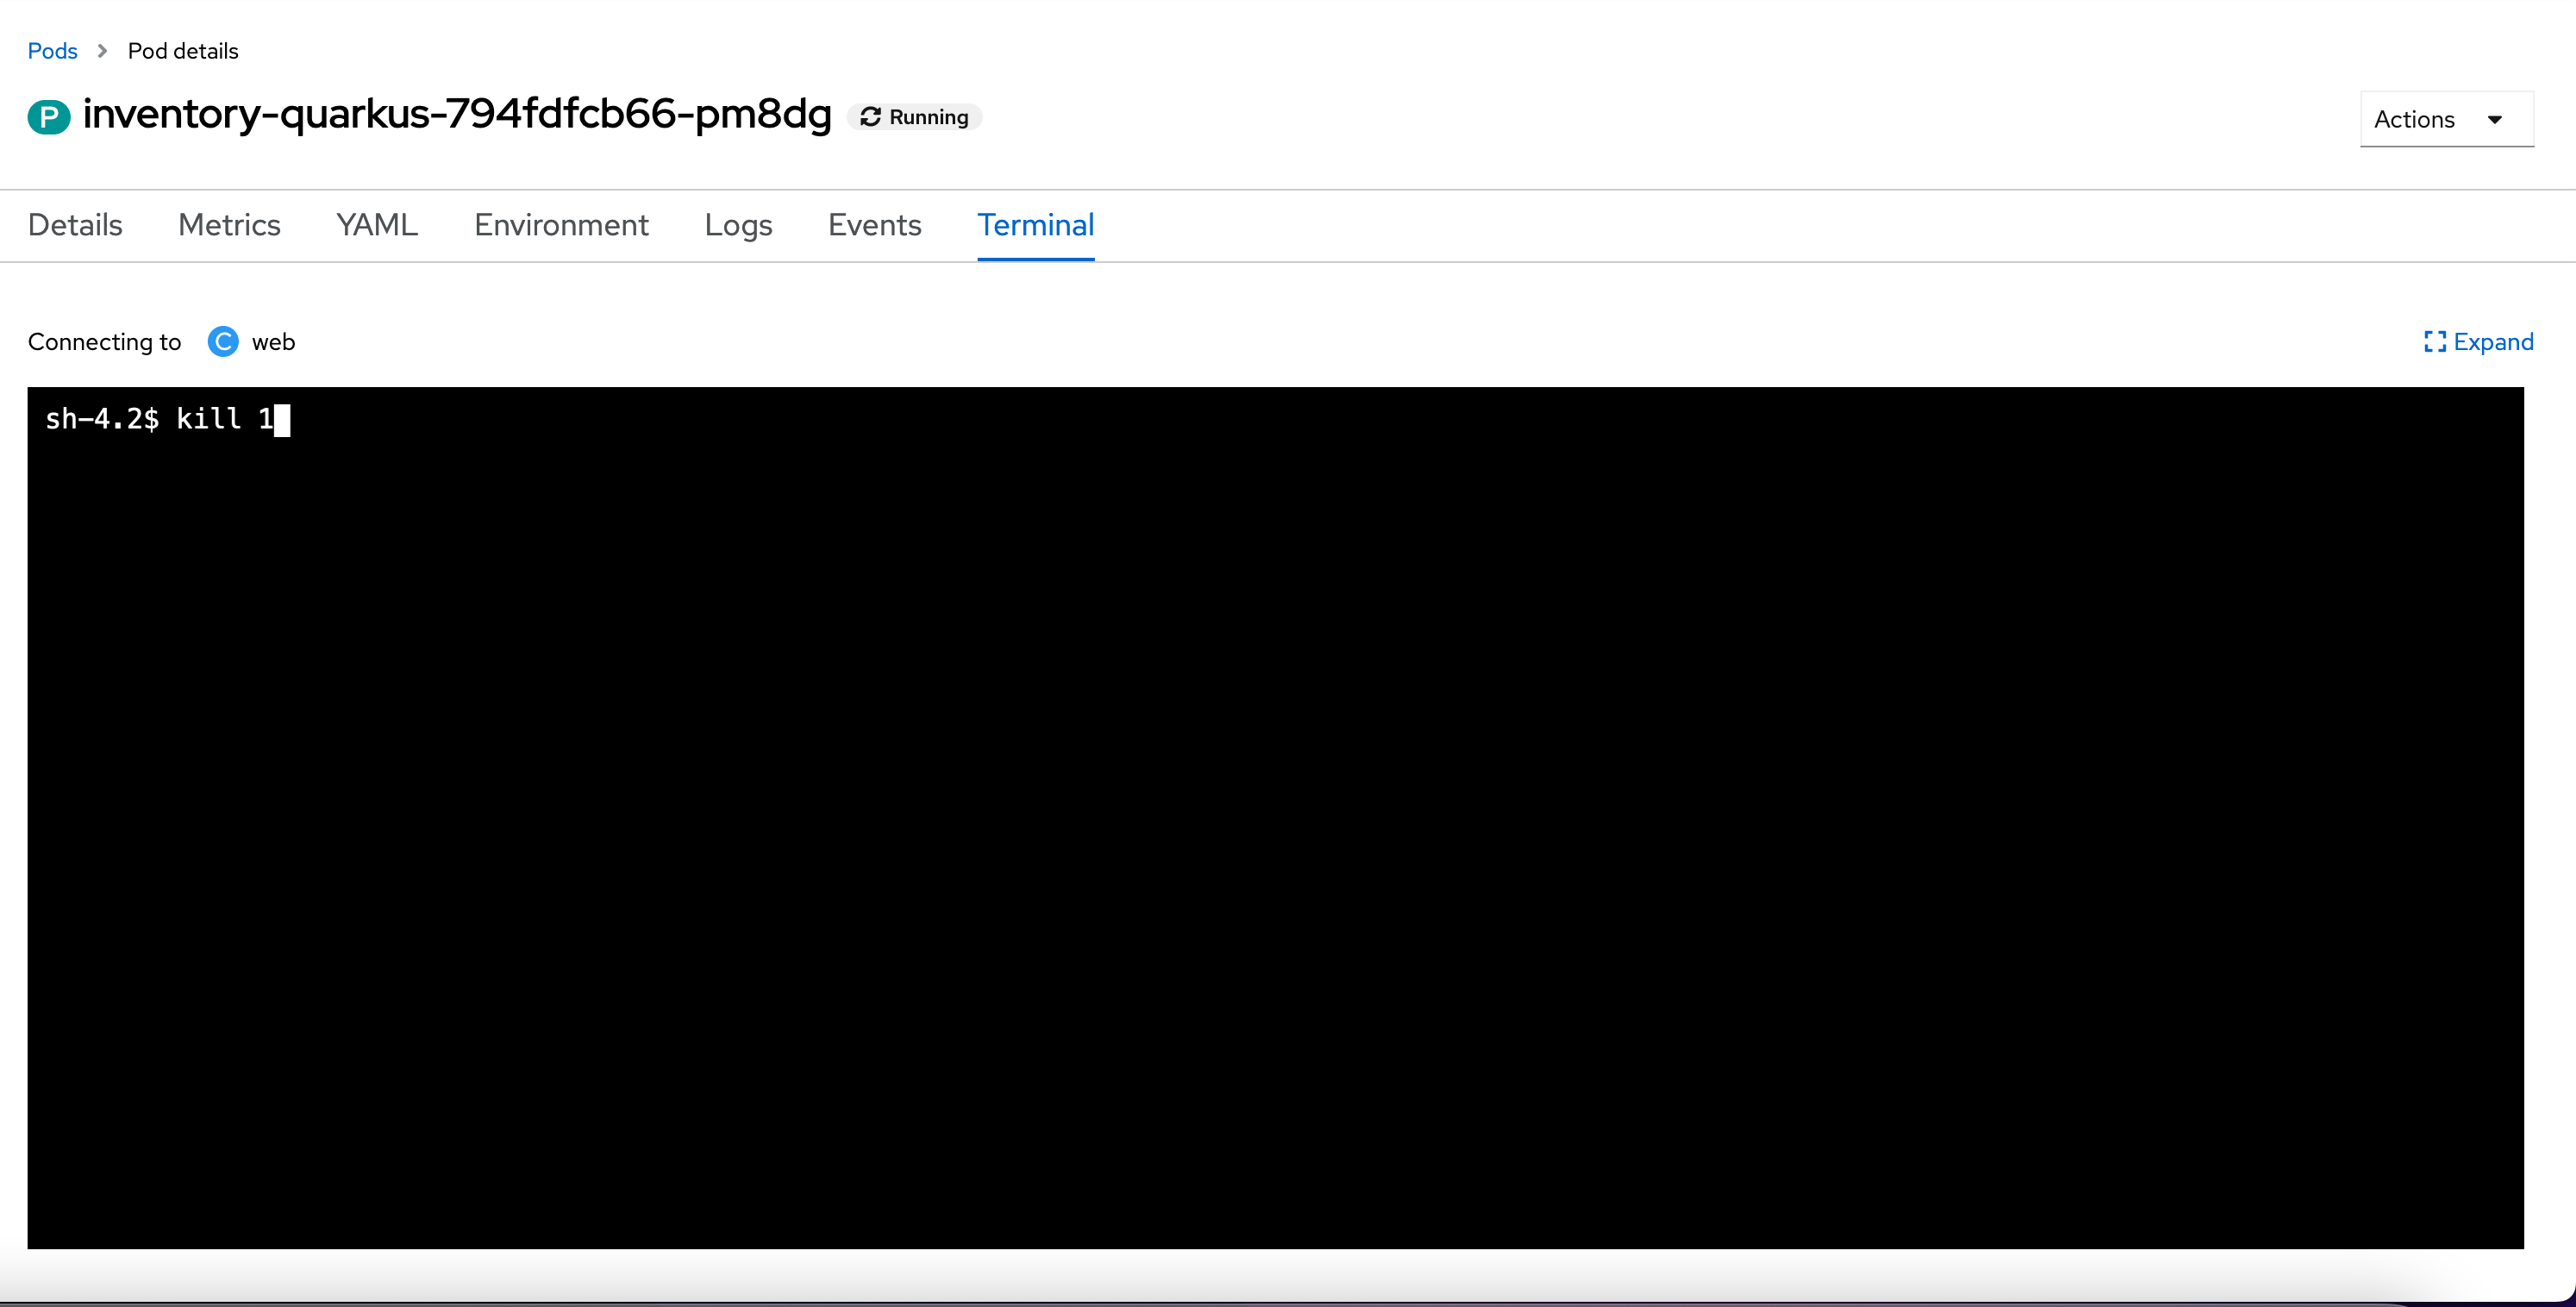 Pods > Pod details
P inventory-quarkus-794fdfcb66-pm8dg Running
Actions
Details Metrics YAML Environment Logs Events Terminal
Connecting to C web
Expand
sh-4.2$ kill 1